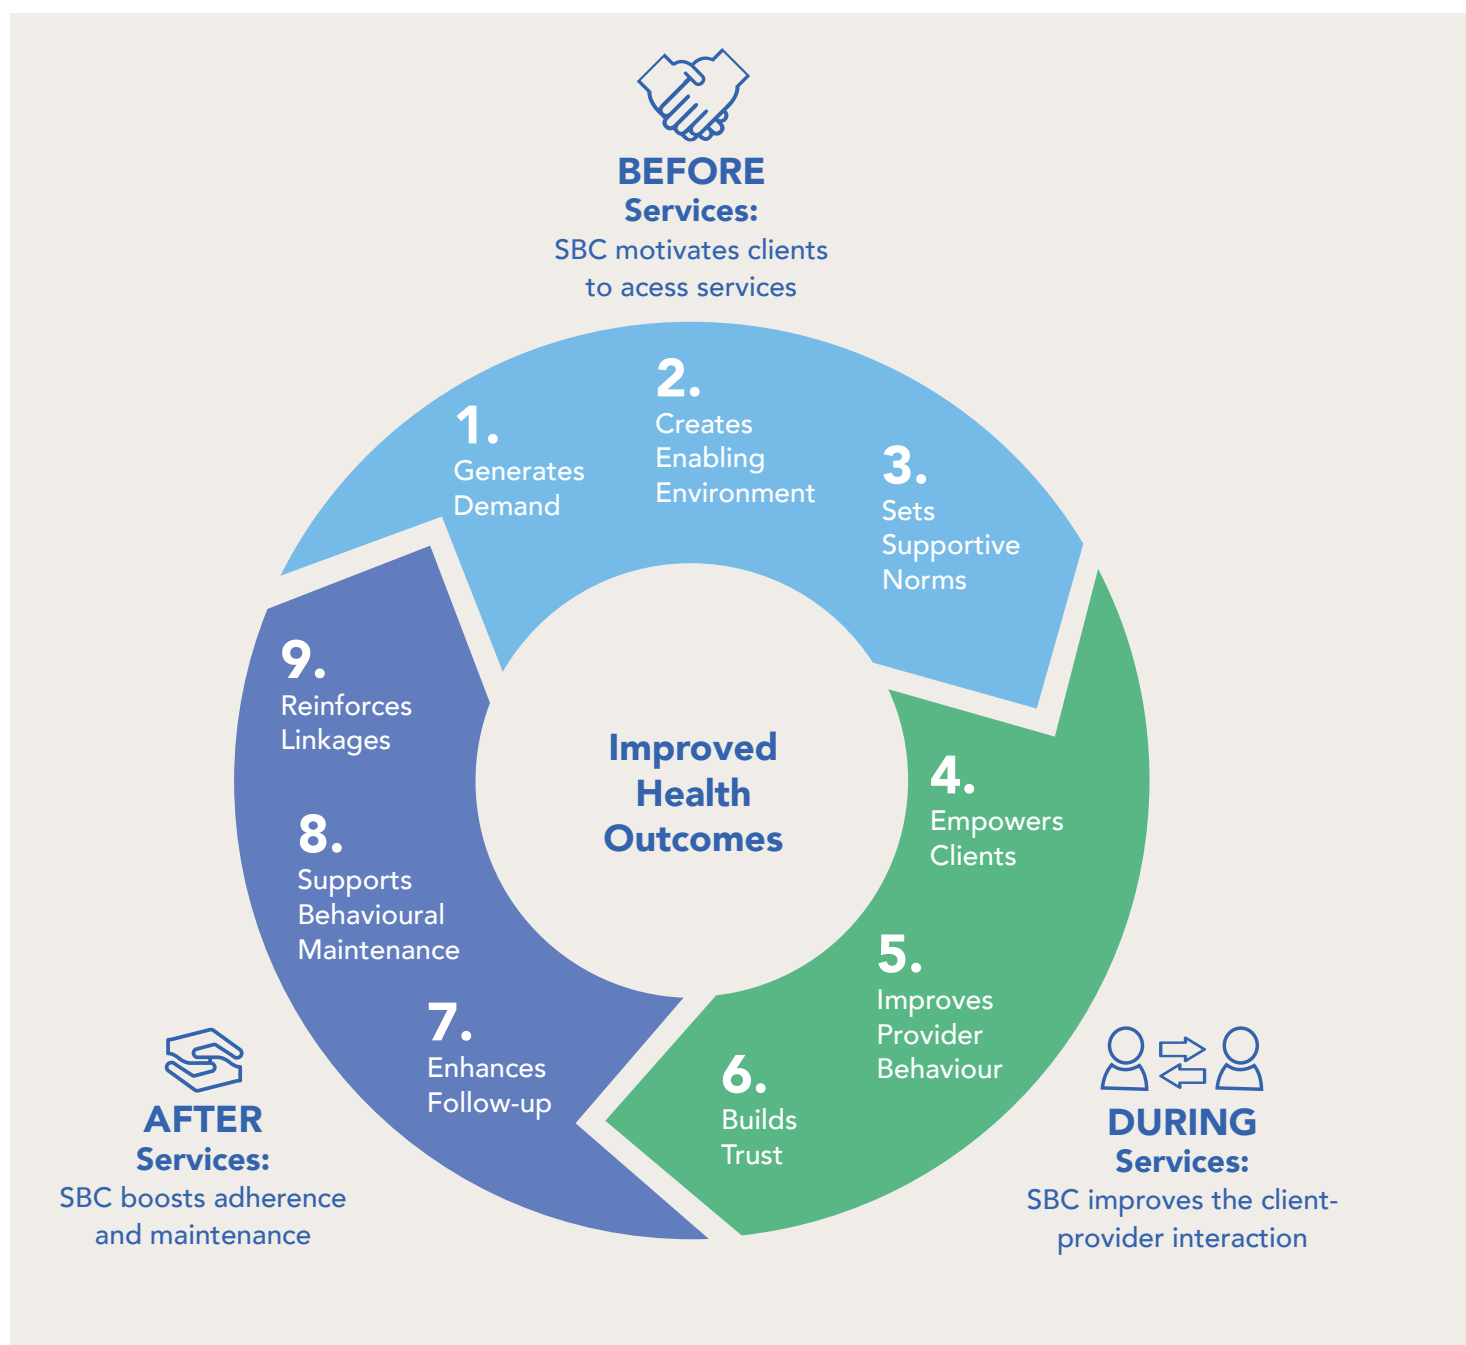 BEFORE
Services:
SBC motivates clients
to acess services
1.
Generates
Demand
2.
Creates
Enabling
Environment
3.
Sets
Supportive
Norms
4.
Empowers
Clients
5.
Improves
Provider
Behaviour
6.
Builds
Trust
7.
Enhances
Follow-up
8.
Supports
Behavioural
Maintenance
9.
Reinforces
Linkages
Improved
Health
Outcomes
DURING
Services:
SBC improves the client-
provider interaction
AFTER
Services:
SBC boosts adherence
and maintenance